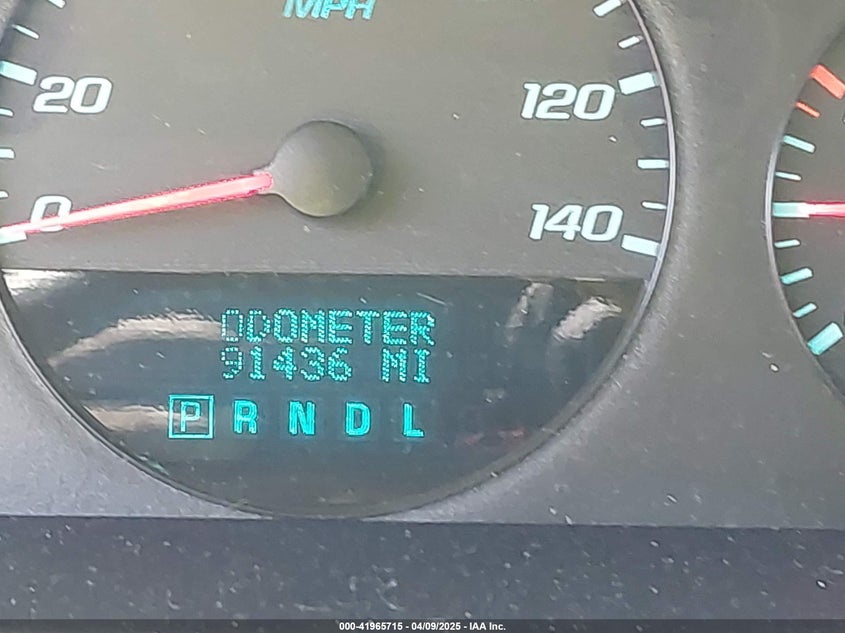 MPH
20
120
0
140
ODOMETER
91436 MI
P R N D L
000-41965715 - 04/09/2025 - IAA Inc.